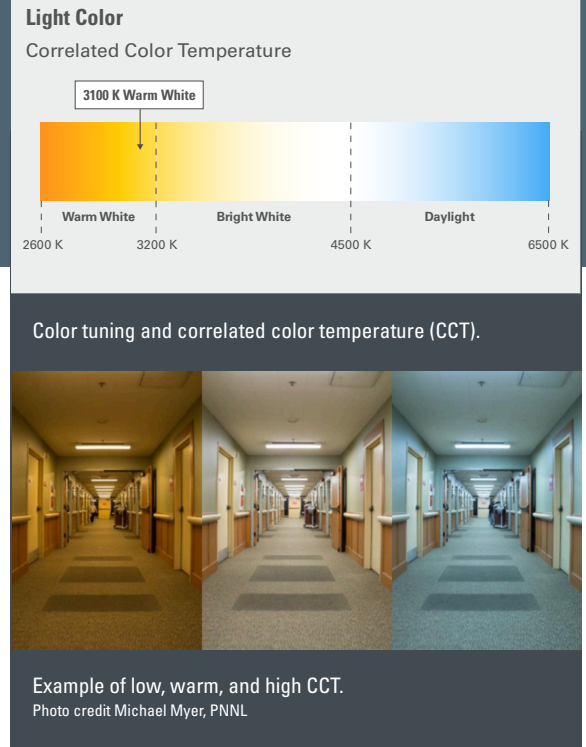 Light Color
Correlated Color Temperature
3100 K Warm White
Warm White Bright White Daylight
2600 K 3200 K 4500 K 6500 K
Color tuning and correlated color temperature (CCT).
Example of low, warm, and high CCT.
Photo credit Michael Myer, PNNL